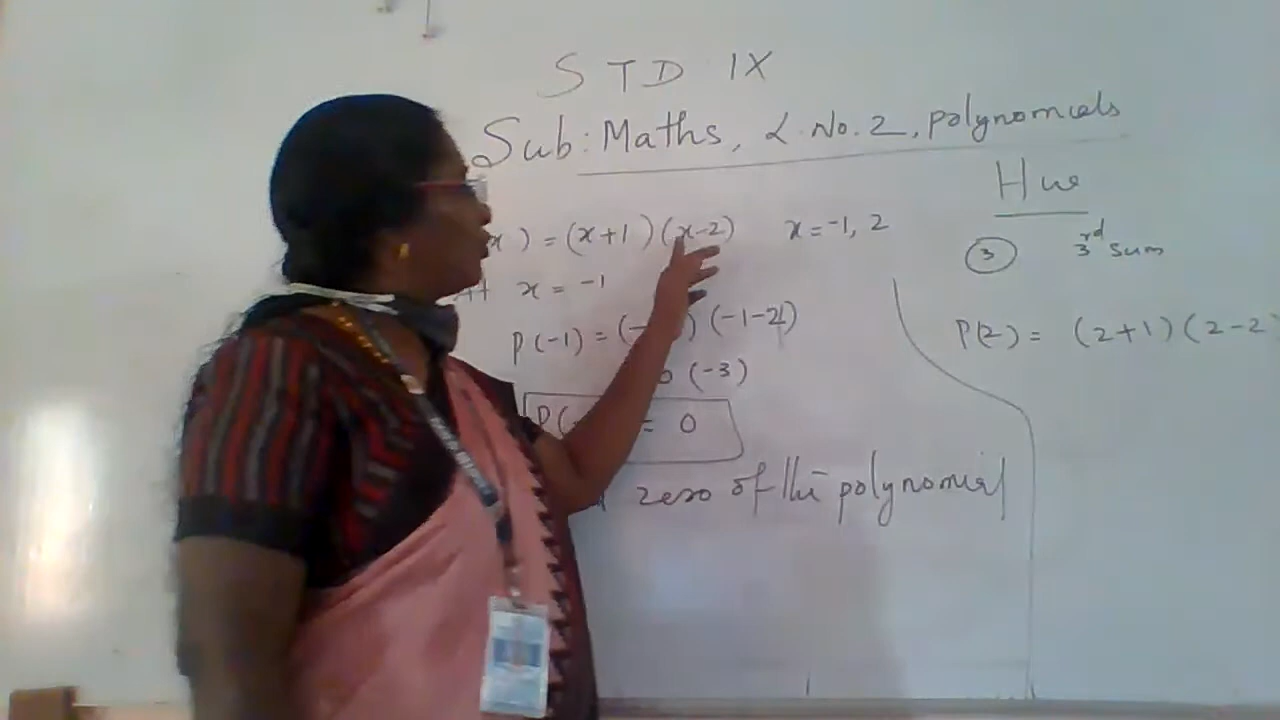 STD IX
Sub: Maths, L.No.2, polynomials
x) = (x+1)(x-2) x = -1, 2
x = -1
P(-1) = (- ) (-1-2)
0 (-3)
P( = 0
zero of the polynomial
Hw
3 3rd sum
P(2) = (2+1)(2-2